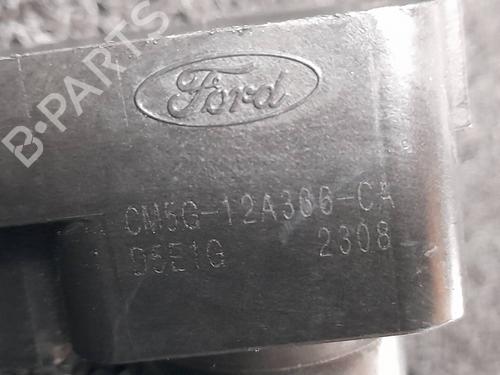 B-PARTS
Ford
CM5G-12A366-CA
D5E1G 2308